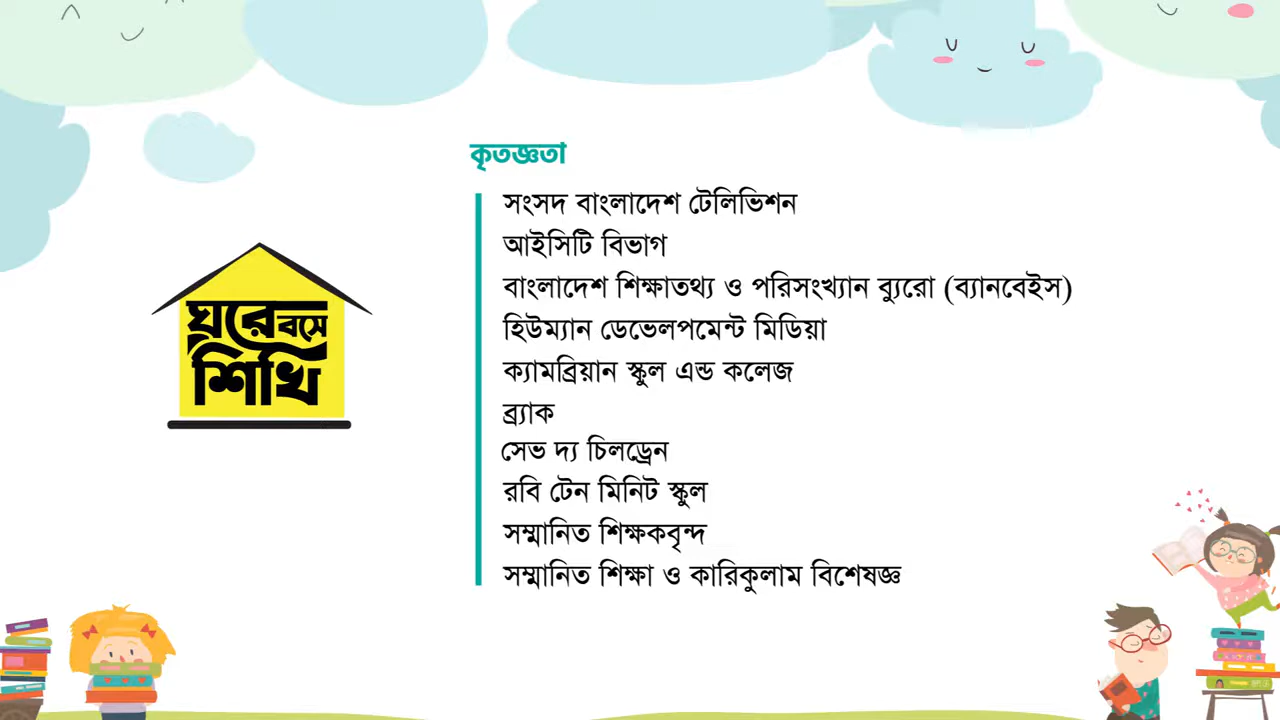 কৃতজ্ঞতা
সংসদ বাংলাদেশ টেলিভিশন
আইসিটি বিভাগ
বাংলাদেশ শিক্ষাতথ্য ও পরিসংখ্যান ব্যুরো (ব্যানবেইস)
হিউম্যান ডেভেলপমেন্ট মিডিয়া
ক্যামব্রিয়ান স্কুল এন্ড কলেজ
ব্র্যাক
সেভ দ্য চিলড্রেন
রবি টেন মিনিট স্কুল
সম্মানিত শিক্ষকবৃন্দ
সম্মানিত শিক্ষা ও কারিকুলাম বিশেষজ্ঞ
ঘরে বসে
শিখি